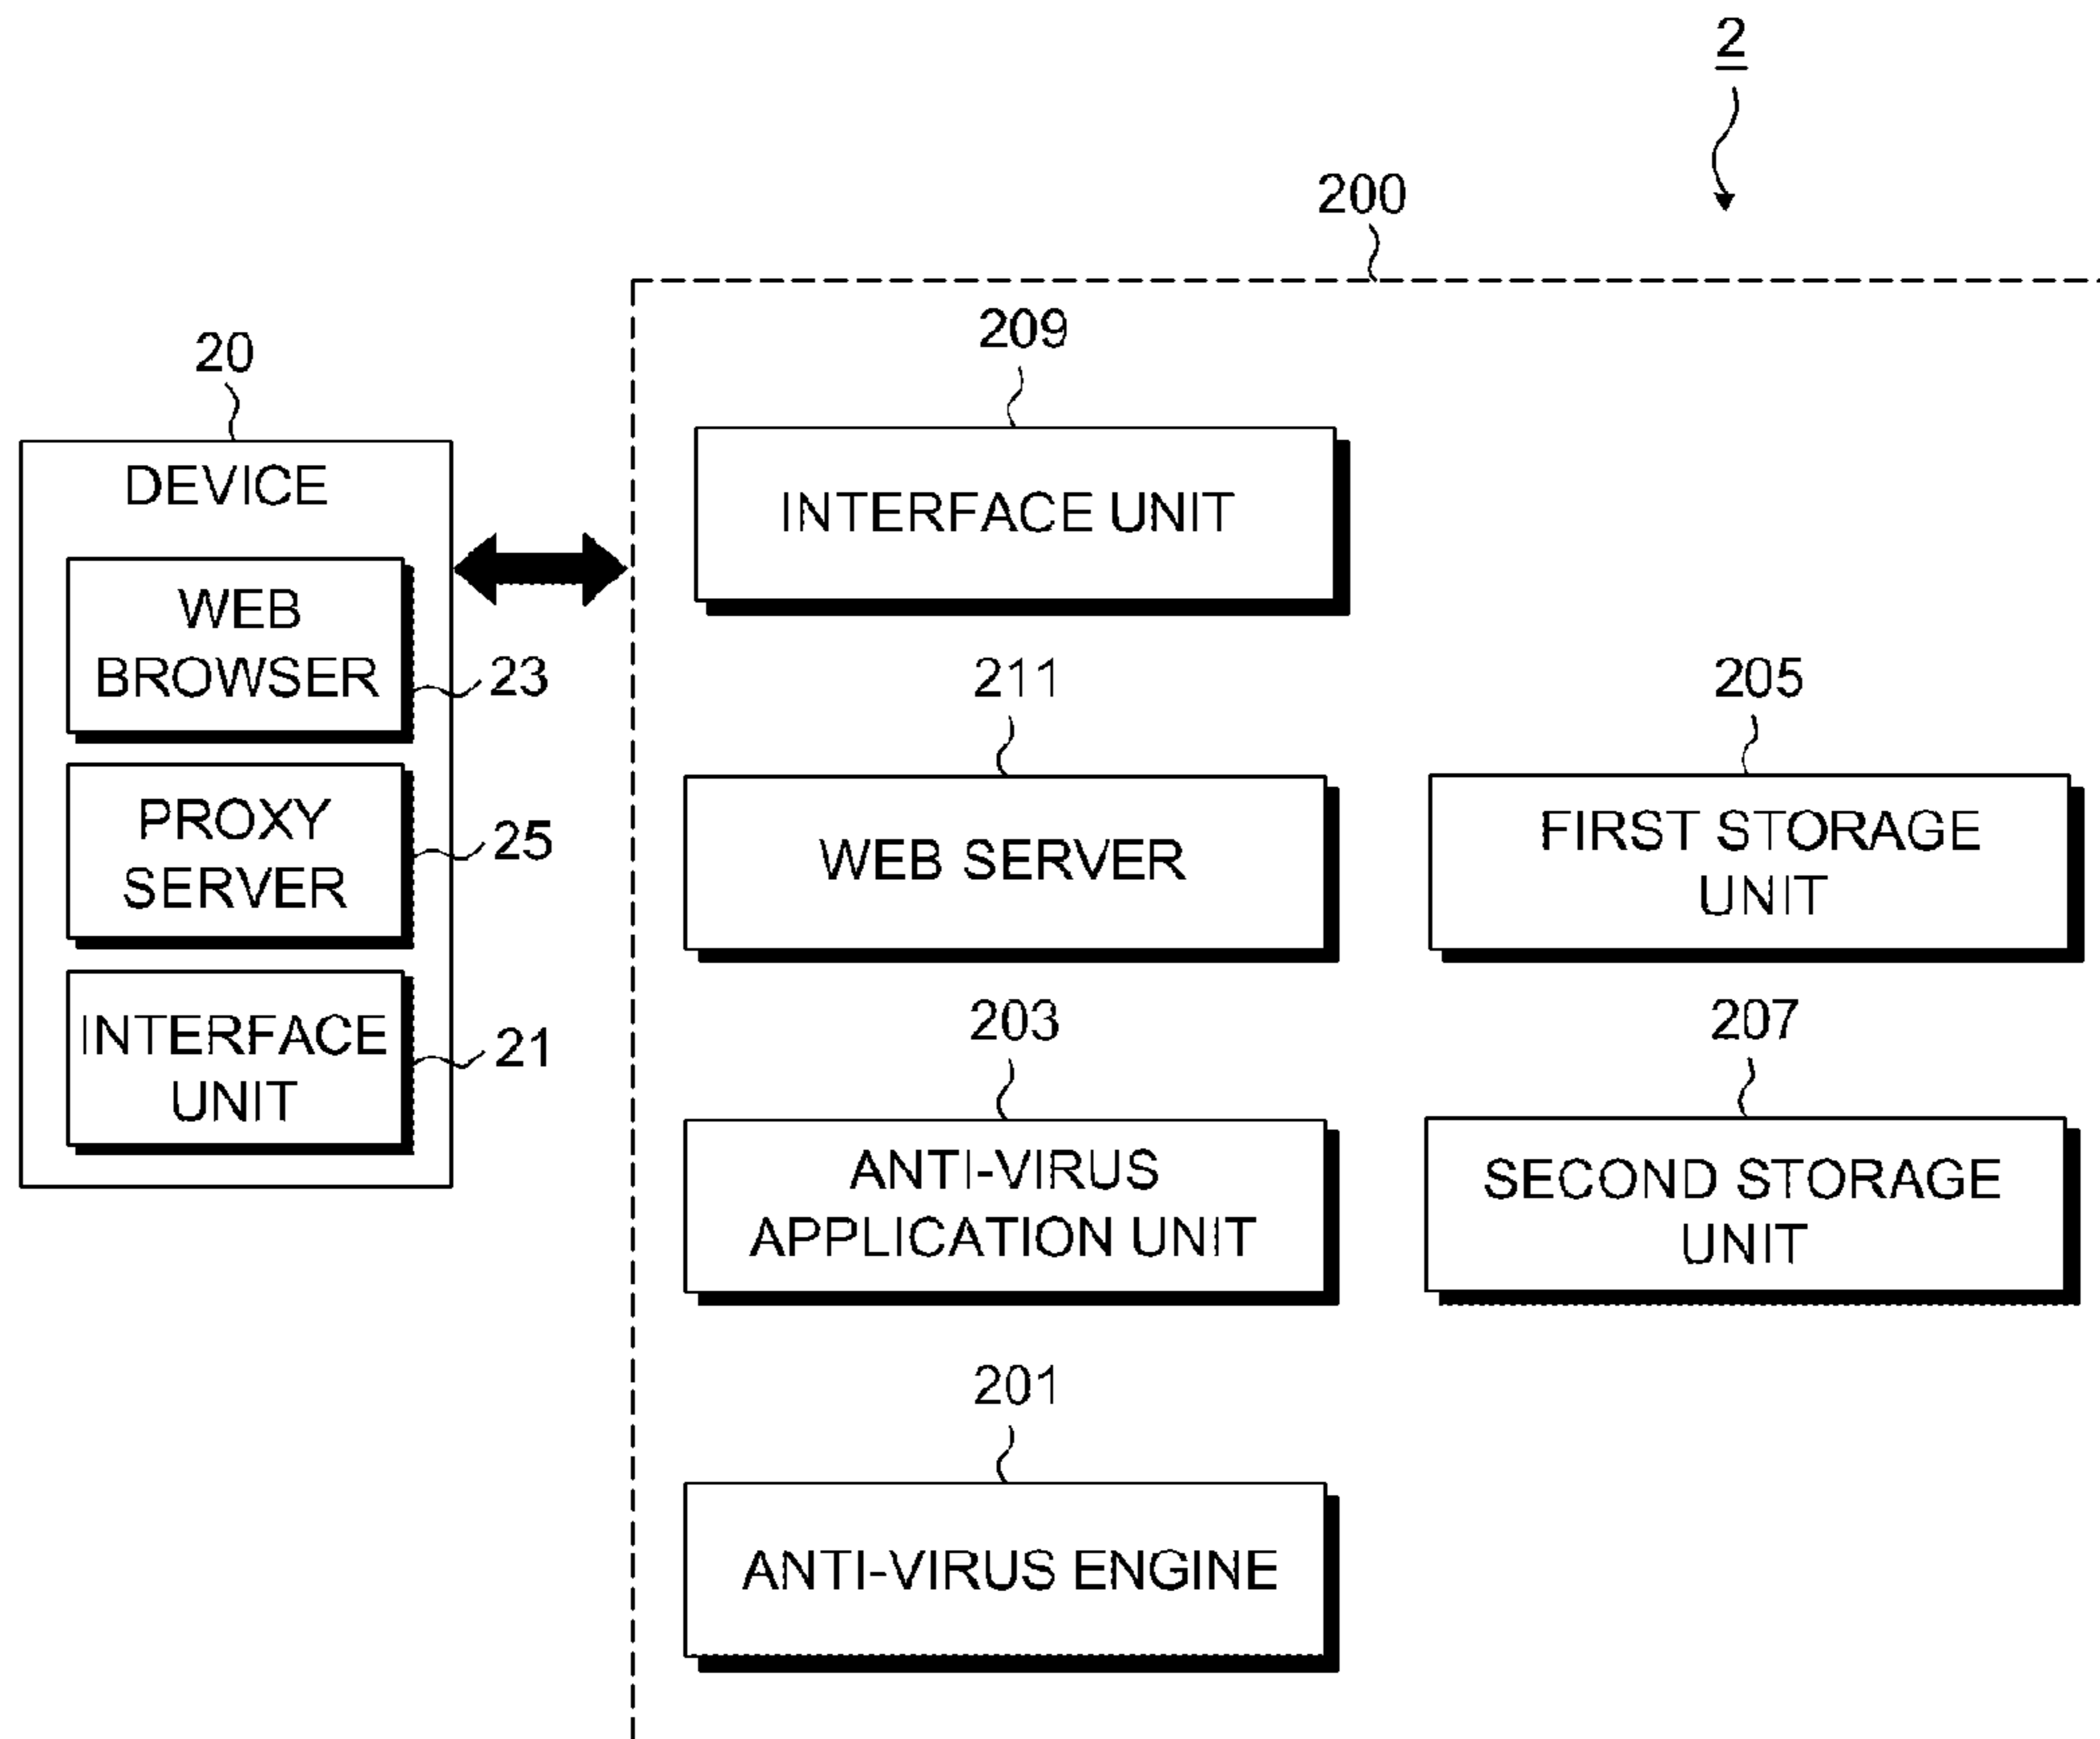 2
200
20
DEVICE
WEB
BROWSER
23
PROXY
SERVER
25
INTERFACE
UNIT
21
209
INTERFACE UNIT
211
WEB SERVER
205
FIRST STORAGE
UNIT
203
ANTI-VIRUS
APPLICATION UNIT
207
SECOND STORAGE
UNIT
201
ANTI-VIRUS ENGINE